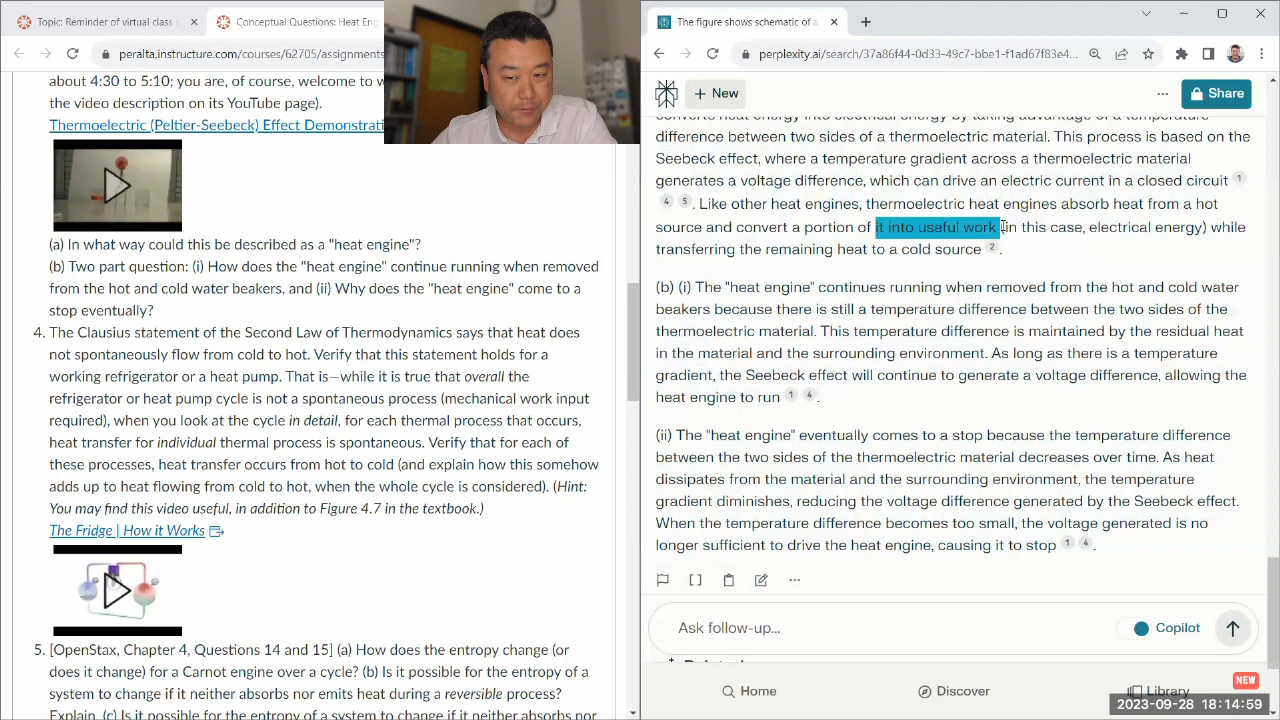 Topic: Reminder of virtual class s
Conceptual Questions: Heat En
peralta.instructure.com/courses/62705/assignments
about 4:30 to 5:10; you are, of course, welcome to w
the video description on its YouTube page).
Thermoelectric (Peltier-Seebeck) Effect Demonstrati
(a) In what way could this be described as a "heat engine"?
(b) Two part question: (i) How does the "heat engine" continue running when removed
from the hot and cold water beakers, and (ii) Why does the "heat engine" come to a
stop eventually?
4. The Clausius statement of the Second Law of Thermodynamics says that heat does
not spontaneously flow from cold to hot. Verify that this statement holds for a
working refrigerator or a heat pump. That is—while it is true that overall the
refrigerator or heat pump cycle is not a spontaneous process (mechanical work input
required), when you look at the cycle in detail, for each thermal process that occurs,
heat transfer for individual thermal process is spontaneous. Verify that for each of
these processes, heat transfer occurs from hot to cold (and explain how this somehow
adds up to heat flowing from cold to hot, when the whole cycle is considered). (Hint:
You may find this video useful, in addition to Figure 4.7 in the textbook.)
The Fridge | How it Works
5. [OpenStax, Chapter 4, Questions 14 and 15] (a) How does the entropy change (or
does it change) for a Carnot engine over a cycle? (b) Is it possible for the entropy of a
system to change if it neither absorbs nor emits heat during a reversible process?
Explain. (c) Is it possible for the entropy of a system to change if it neither absorbs nor
The figure shows schematic of a
perplexity.ai/search/37a86f44-0d33-49c7-bbe1-f1ad67f83e4...
New
Share
converts heat energy into electrical energy by taking advantage of a temperature
difference between two sides of a thermoelectric material. This process is based on the
Seebeck effect, where a temperature gradient across a thermoelectric material
generates a voltage difference, which can drive an electric current in a closed circuit 1
4 5. Like other heat engines, thermoelectric heat engines absorb heat from a hot
source and convert a portion of it into useful work (in this case, electrical energy) while
transferring the remaining heat to a cold source 2.
(b) (i) The "heat engine" continues running when removed from the hot and cold water
beakers because there is still a temperature difference between the two sides of the
thermoelectric material. This temperature difference is maintained by the residual heat
in the material and the surrounding environment. As long as there is a temperature
gradient, the Seebeck effect will continue to generate a voltage difference, allowing the
heat engine to run 1 4.
(ii) The "heat engine" eventually comes to a stop because the temperature difference
between the two sides of the thermoelectric material decreases over time. As heat
dissipates from the material and the surrounding environment, the temperature
gradient diminishes, reducing the voltage difference generated by the Seebeck effect.
When the temperature difference becomes too small, the voltage generated is no
longer sufficient to drive the heat engine, causing it to stop 1 4.
Ask follow-up...
Copilot
Home
Discover
Library
NEW
2023-09-28 18:14:59